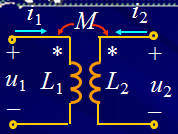 i₁ M i₂
+ * * +
u₁ L₁ L₂ u₂
− −